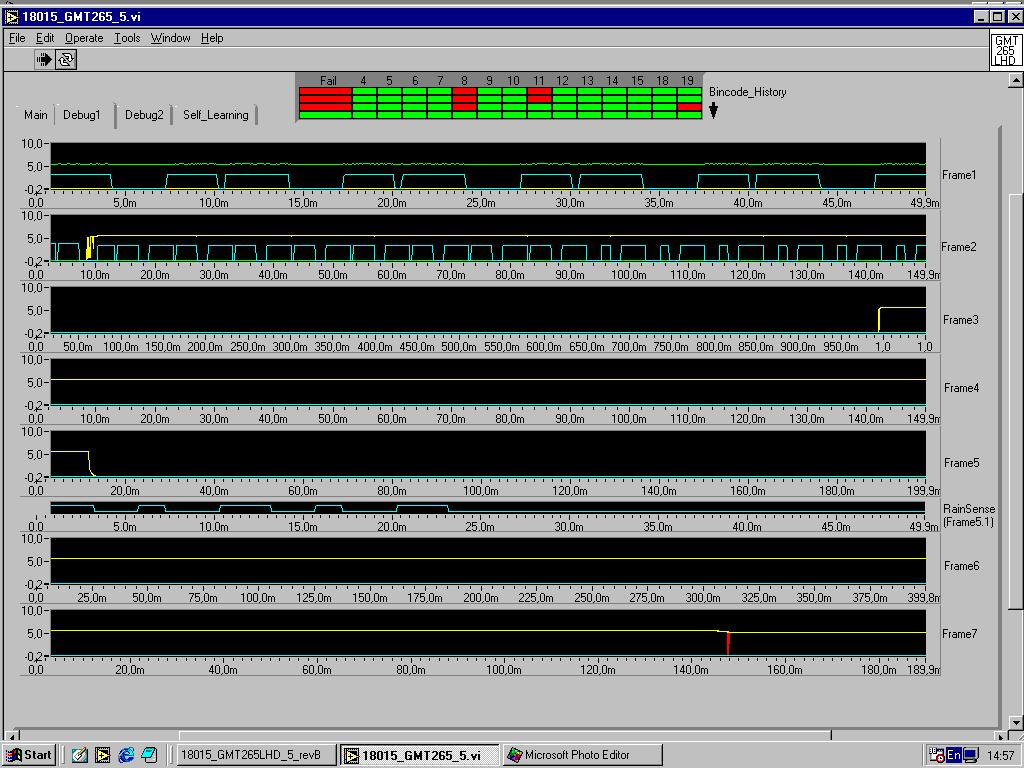 18015_GMT265_5.vi
File Edit Operate Tools Window Help
GMT
265
LHD
Fail 4 5 6 7 8 9 10 11 12 13 14 15 18 19
Bincode_History
Main Debug1 Debug2 Self_Learning
10,0
5,0
-0,2
Frame1
0,0 5,0m 10,0m 15,0m 20,0m 25,0m 30,0m 35,0m 40,0m 45,0m 49,9m
10,0
5,0
-0,2
Frame2
0,0 10,0m 20,0m 30,0m 40,0m 50,0m 60,0m 70,0m 80,0m 90,0m 100,0m 110,0m 120,0m 130,0m 140,0m 149,9m
10,0
5,0
-0,2
Frame3
0,0 50,0m 100,0m 150,0m 200,0m 250,0m 300,0m 350,0m 400,0m 450,0m 500,0m 550,0m 600,0m 650,0m 700,0m 750,0m 800,0m 850,0m 900,0m 950,0m 1,0 1,0
10,0
5,0
-0,2
Frame4
0,0 10,0m 20,0m 30,0m 40,0m 50,0m 60,0m 70,0m 80,0m 90,0m 100,0m 110,0m 120,0m 130,0m 140,0m 149,9m
10,0
5,0
-0,2
Frame5
0,0 20,0m 40,0m 60,0m 80,0m 100,0m 120,0m 140,0m 160,0m 180,0m 199,9m
RainSense
(Frame5.1)
0,0 5,0m 10,0m 15,0m 20,0m 25,0m 30,0m 35,0m 40,0m 45,0m 49,9m
10,0
5,0
-0,2
Frame6
0,0 25,0m 50,0m 75,0m 100,0m 125,0m 150,0m 175,0m 200,0m 225,0m 250,0m 275,0m 300,0m 325,0m 350,0m 375,0m 399,8m
10,0
5,0
-0,2
Frame7
0,0 20,0m 40,0m 60,0m 80,0m 100,0m 120,0m 140,0m 160,0m 180,0m 189,9m
Start 18015_GMT265LHD_5_revB 18015_GMT265_5.vi Microsoft Photo Editor En 14:57